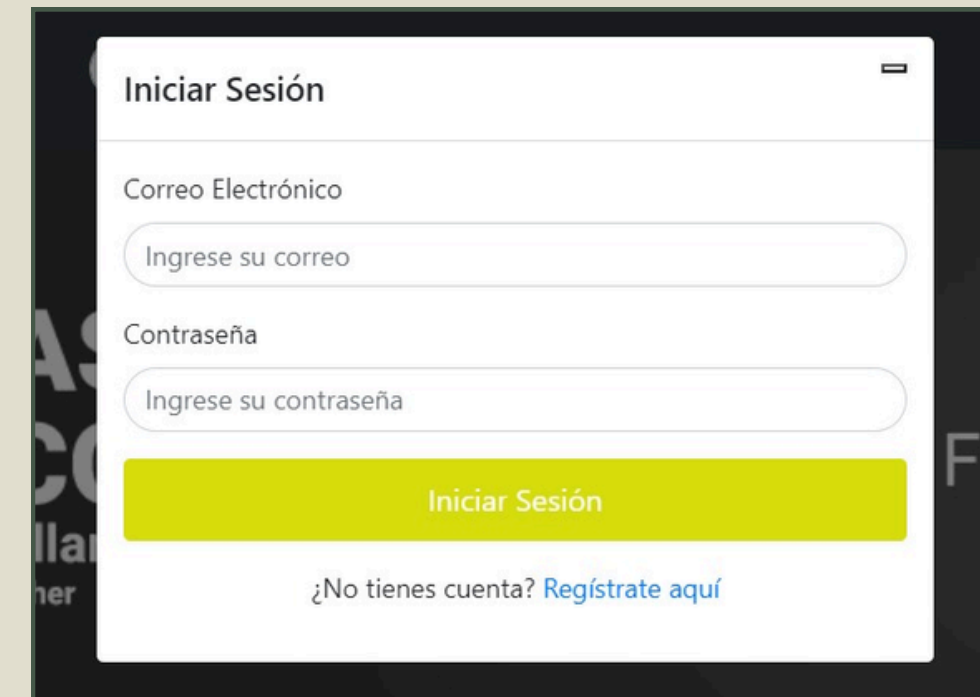 Iniciar Sesión
Correo Electrónico
Ingrese su correo
Contraseña
Ingrese su contraseña
Iniciar Sesión
¿No tienes cuenta? Regístrate aquí